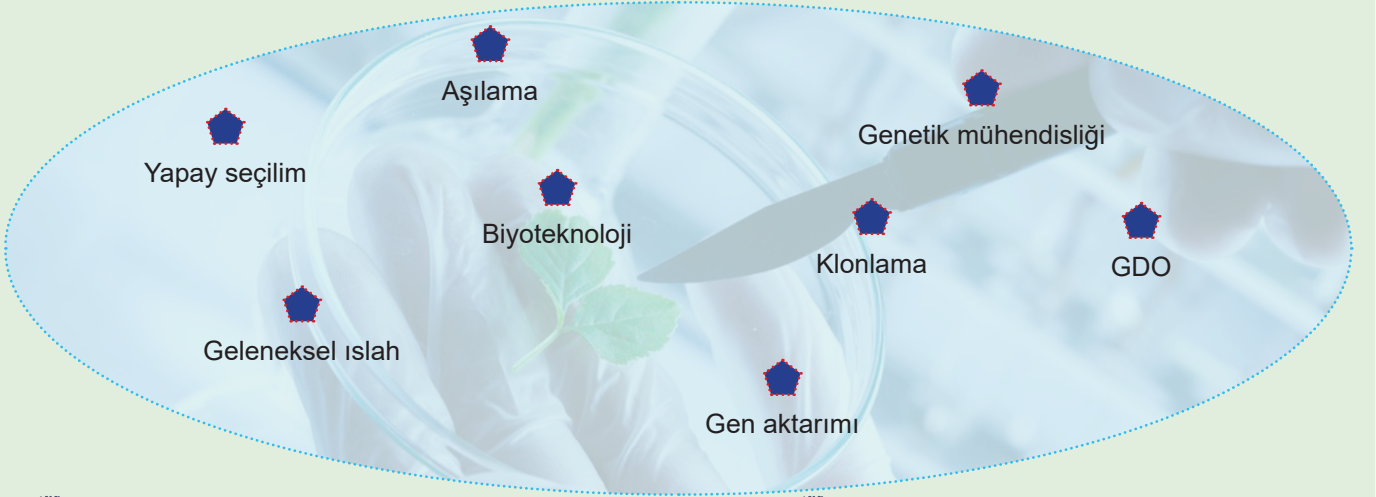 Aşılama
Genetik mühendisliği
Yapay seçilim
Biyoteknoloji
Klonlama
GDO
Geleneksel ıslah
Gen aktarımı